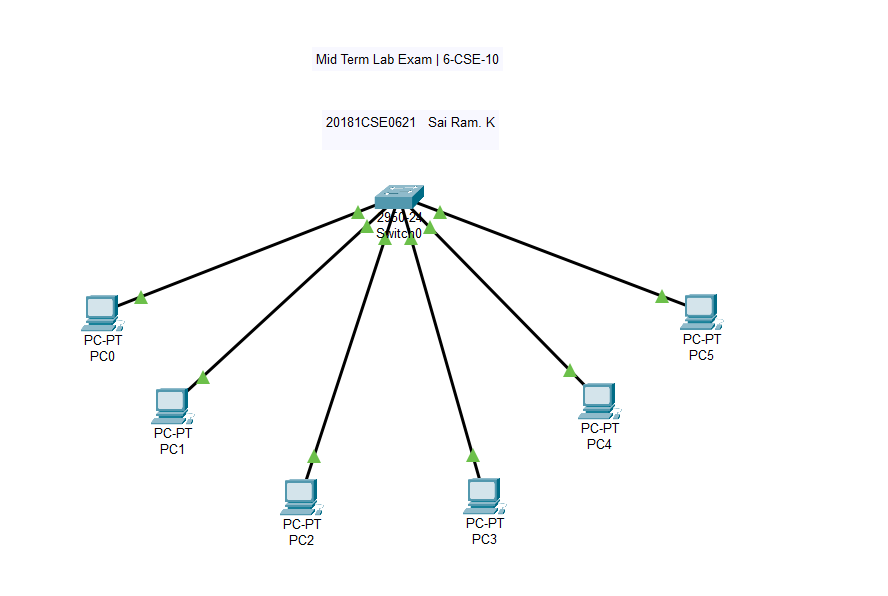 Mid Term Lab Exam | 6-CSE-10
20181CSE0621 Sai Ram. K
2950-24
Switch0
PC-PT
PC0
PC-PT
PC5
PC-PT
PC1
PC-PT
PC4
PC-PT
PC2
PC-PT
PC3